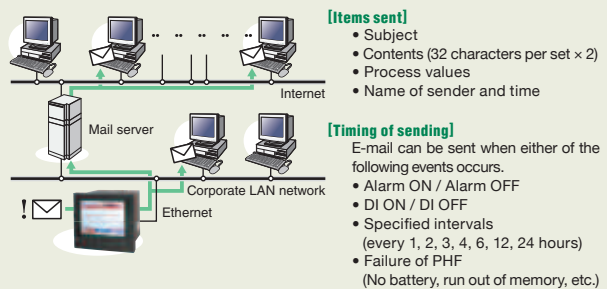 [Items sent]
• Subject
• Contents (32 characters per set × 2)
• Process values
• Name of sender and time
Internet
Mail server
[Timing of sending]
E-mail can be sent when either of the
following events occurs.
• Alarm ON / Alarm OFF
• DI ON / DI OFF
• Specified intervals
(every 1, 2, 3, 4, 6, 12, 24 hours)
• Failure of PHF
(No battery, run out of memory, etc.)
Corporate LAN network
Ethernet
!